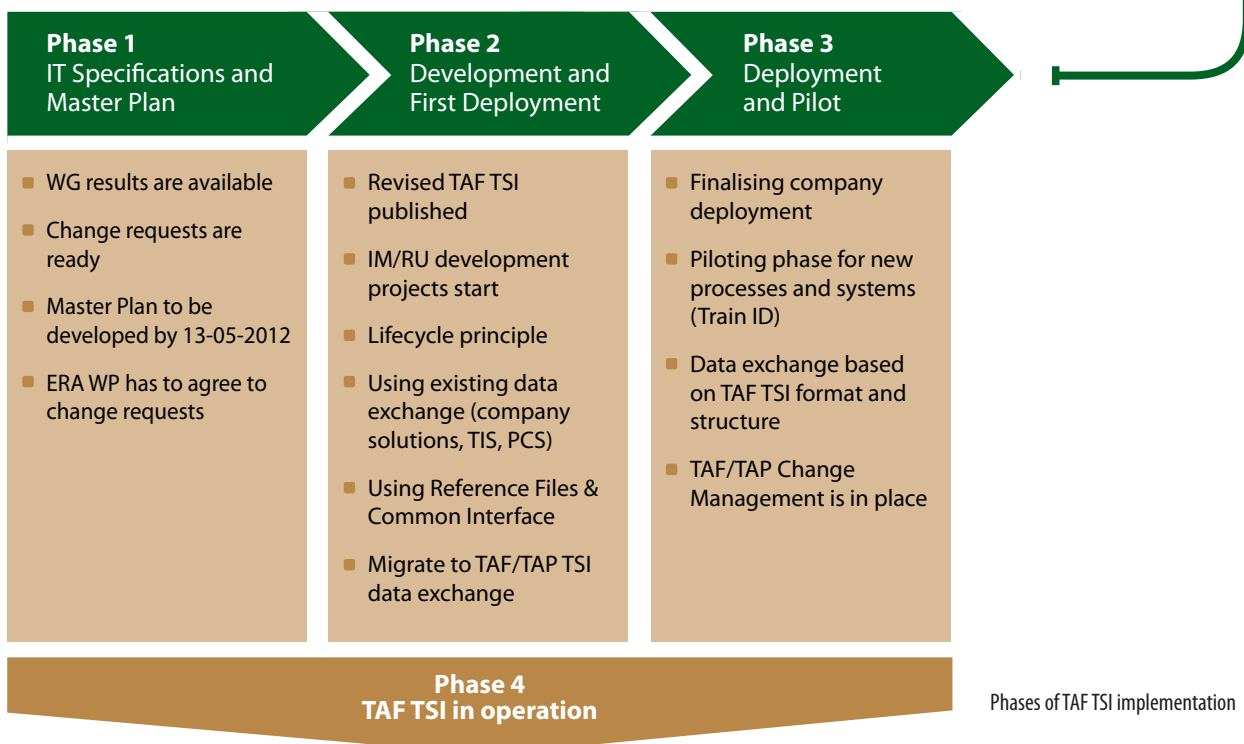 Phase 1
IT Specifications and
Master Plan
WG results are available
Change requests are
ready
Master Plan to be
developed by 13-05-2012
ERA WP has to agree to
change requests
Phase 2
Development and
First Deployment
Revised TAF TSI
published
IM/RU development
projects start
Lifecycle principle
Using existing data
exchange (company
solutions, TIS, PCS)
Using Reference Files &
Common Interface
Migrate to TAF/TAP TSI
data exchange
Phase 3
Deployment
and Pilot
Finalising company
deployment
Piloting phase for new
processes and systems
(Train ID)
Data exchange based
on TAF TSI format and
structure
TAF/TAP Change
Management is in place
Phase 4
TAF TSI in operation
Phases of TAF TSI implementation